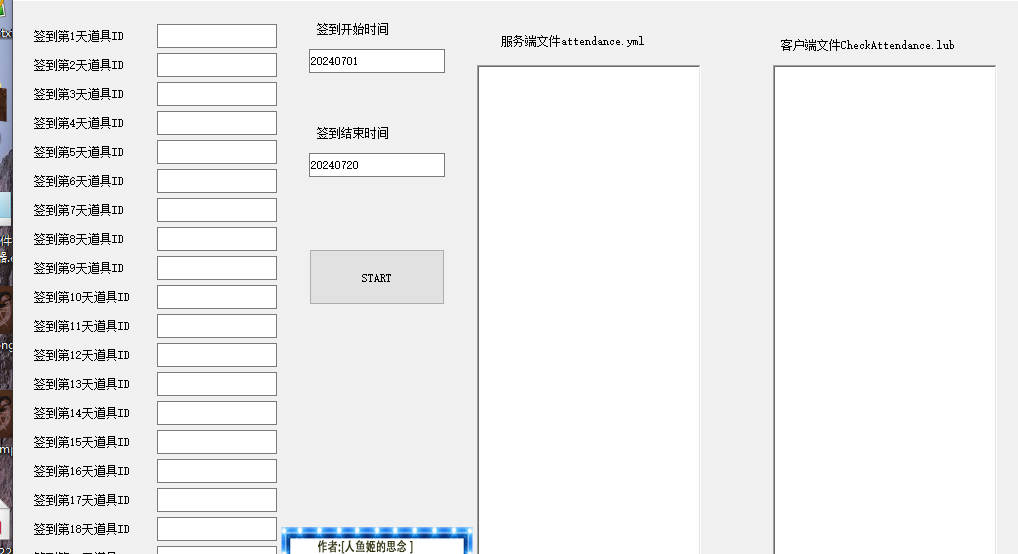 签到第1天道具ID
签到第2天道具ID
签到第3天道具ID
签到第4天道具ID
签到第5天道具ID
签到第6天道具ID
签到第7天道具ID
签到第8天道具ID
签到第9天道具ID
签到第10天道具ID
签到第11天道具ID
签到第12天道具ID
签到第13天道具ID
签到第14天道具ID
签到第15天道具ID
签到第16天道具ID
签到第17天道具ID
签到第18天道具ID
签到开始时间
20240701
签到结束时间
20240720
START
作者:[人鱼姬的思念 ]
服务端文件attendance.yml
客户端文件CheckAttendance.lub